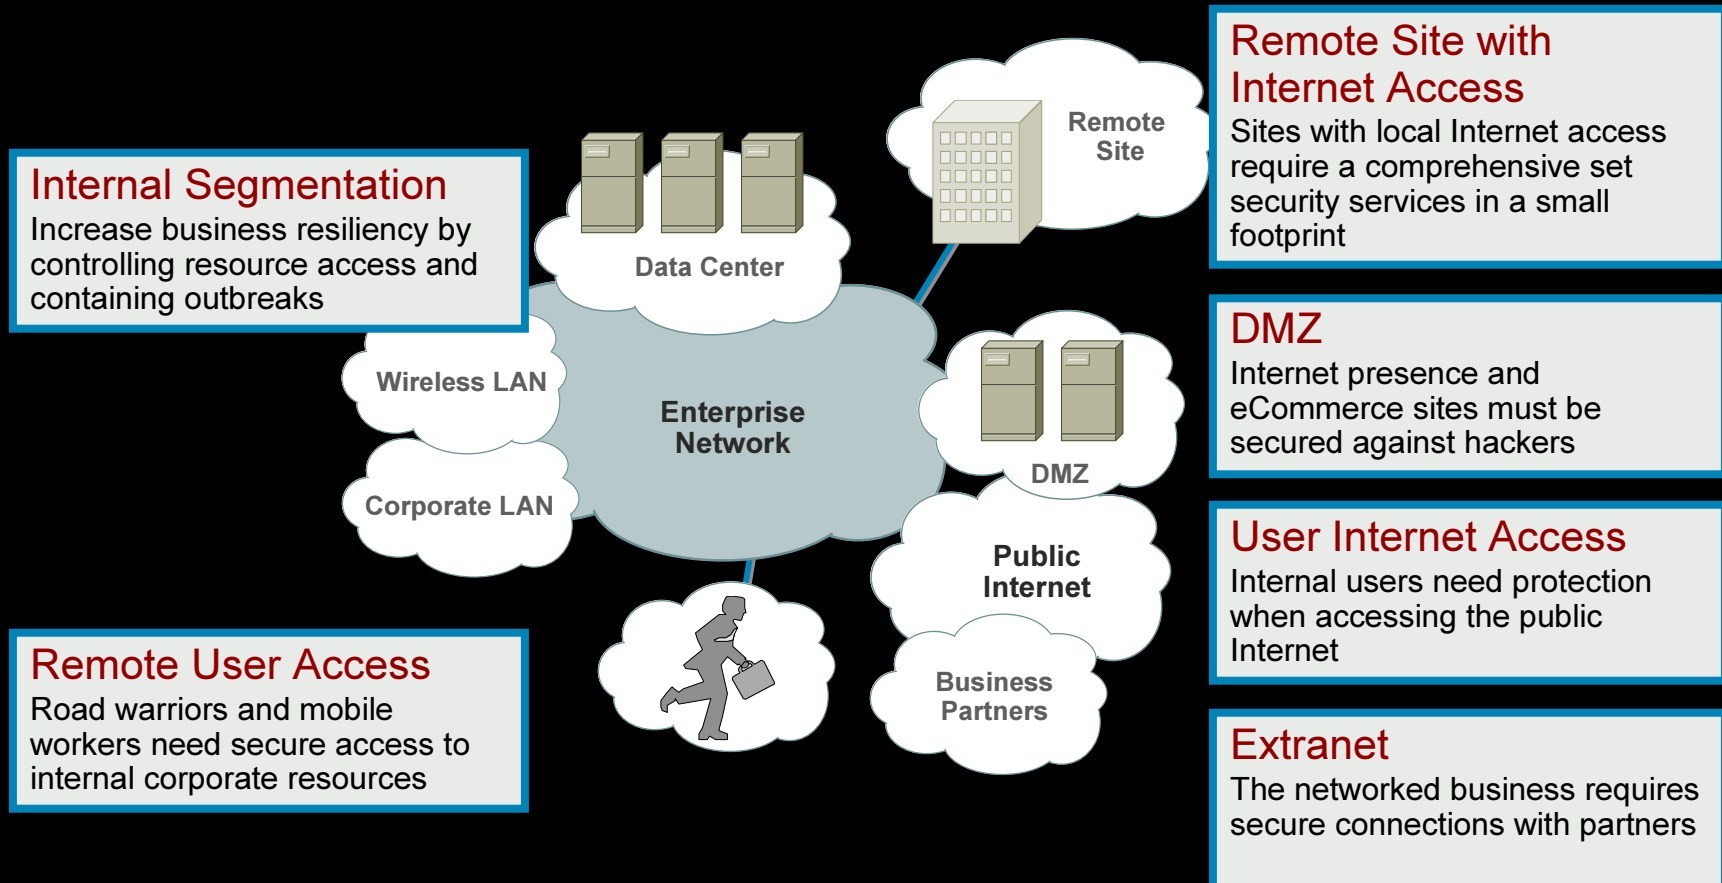 Internal Segmentation
Increase business resiliency by
controlling resource access and
containing outbreaks
Remote User Access
Road warriors and mobile
workers need secure access to
internal corporate resources
Data Center
Remote
Site
Wireless LAN
Corporate LAN
Enterprise
Network
DMZ
Public
Internet
Business
Partners
Remote Site with
Internet Access
Sites with local Internet access
require a comprehensive set
security services in a small
footprint
DMZ
Internet presence and
eCommerce sites must be
secured against hackers
User Internet Access
Internal users need protection
when accessing the public
Internet
Extranet
The networked business requires
secure connections with partners